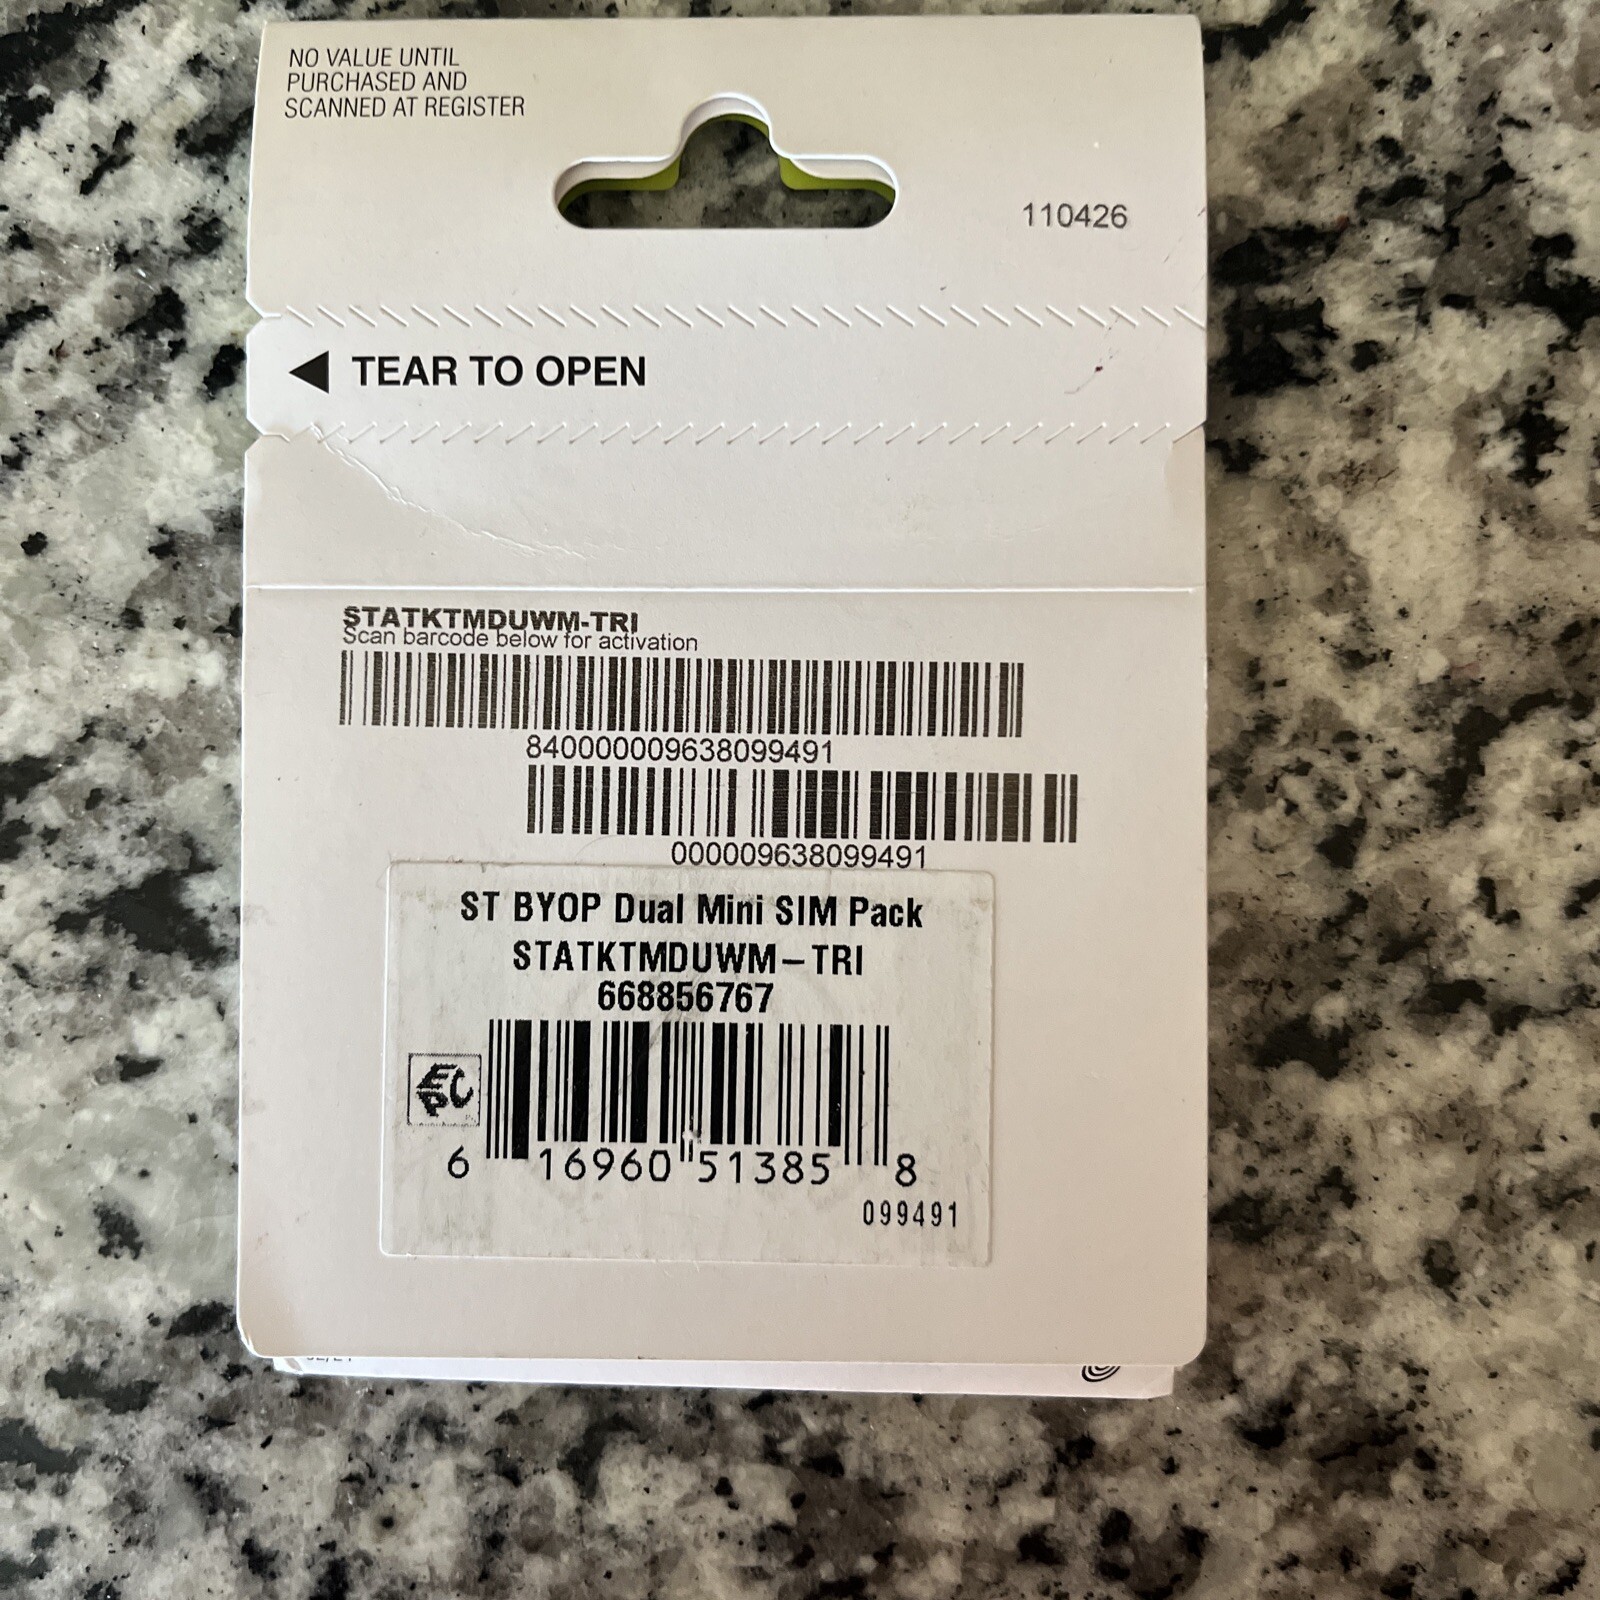 NO VALUE UNTIL
PURCHASED AND
SCANNED AT REGISTER
110426
TEAR TO OPEN
STATKTMDUWM-TRI
Scan barcode below for activation
840000009638099491
000009638099491
ST BYOP Dual Mini SIM Pack
STATKTMDUWM-TRI
668856767
EPC
6 16960 51385 8
099491